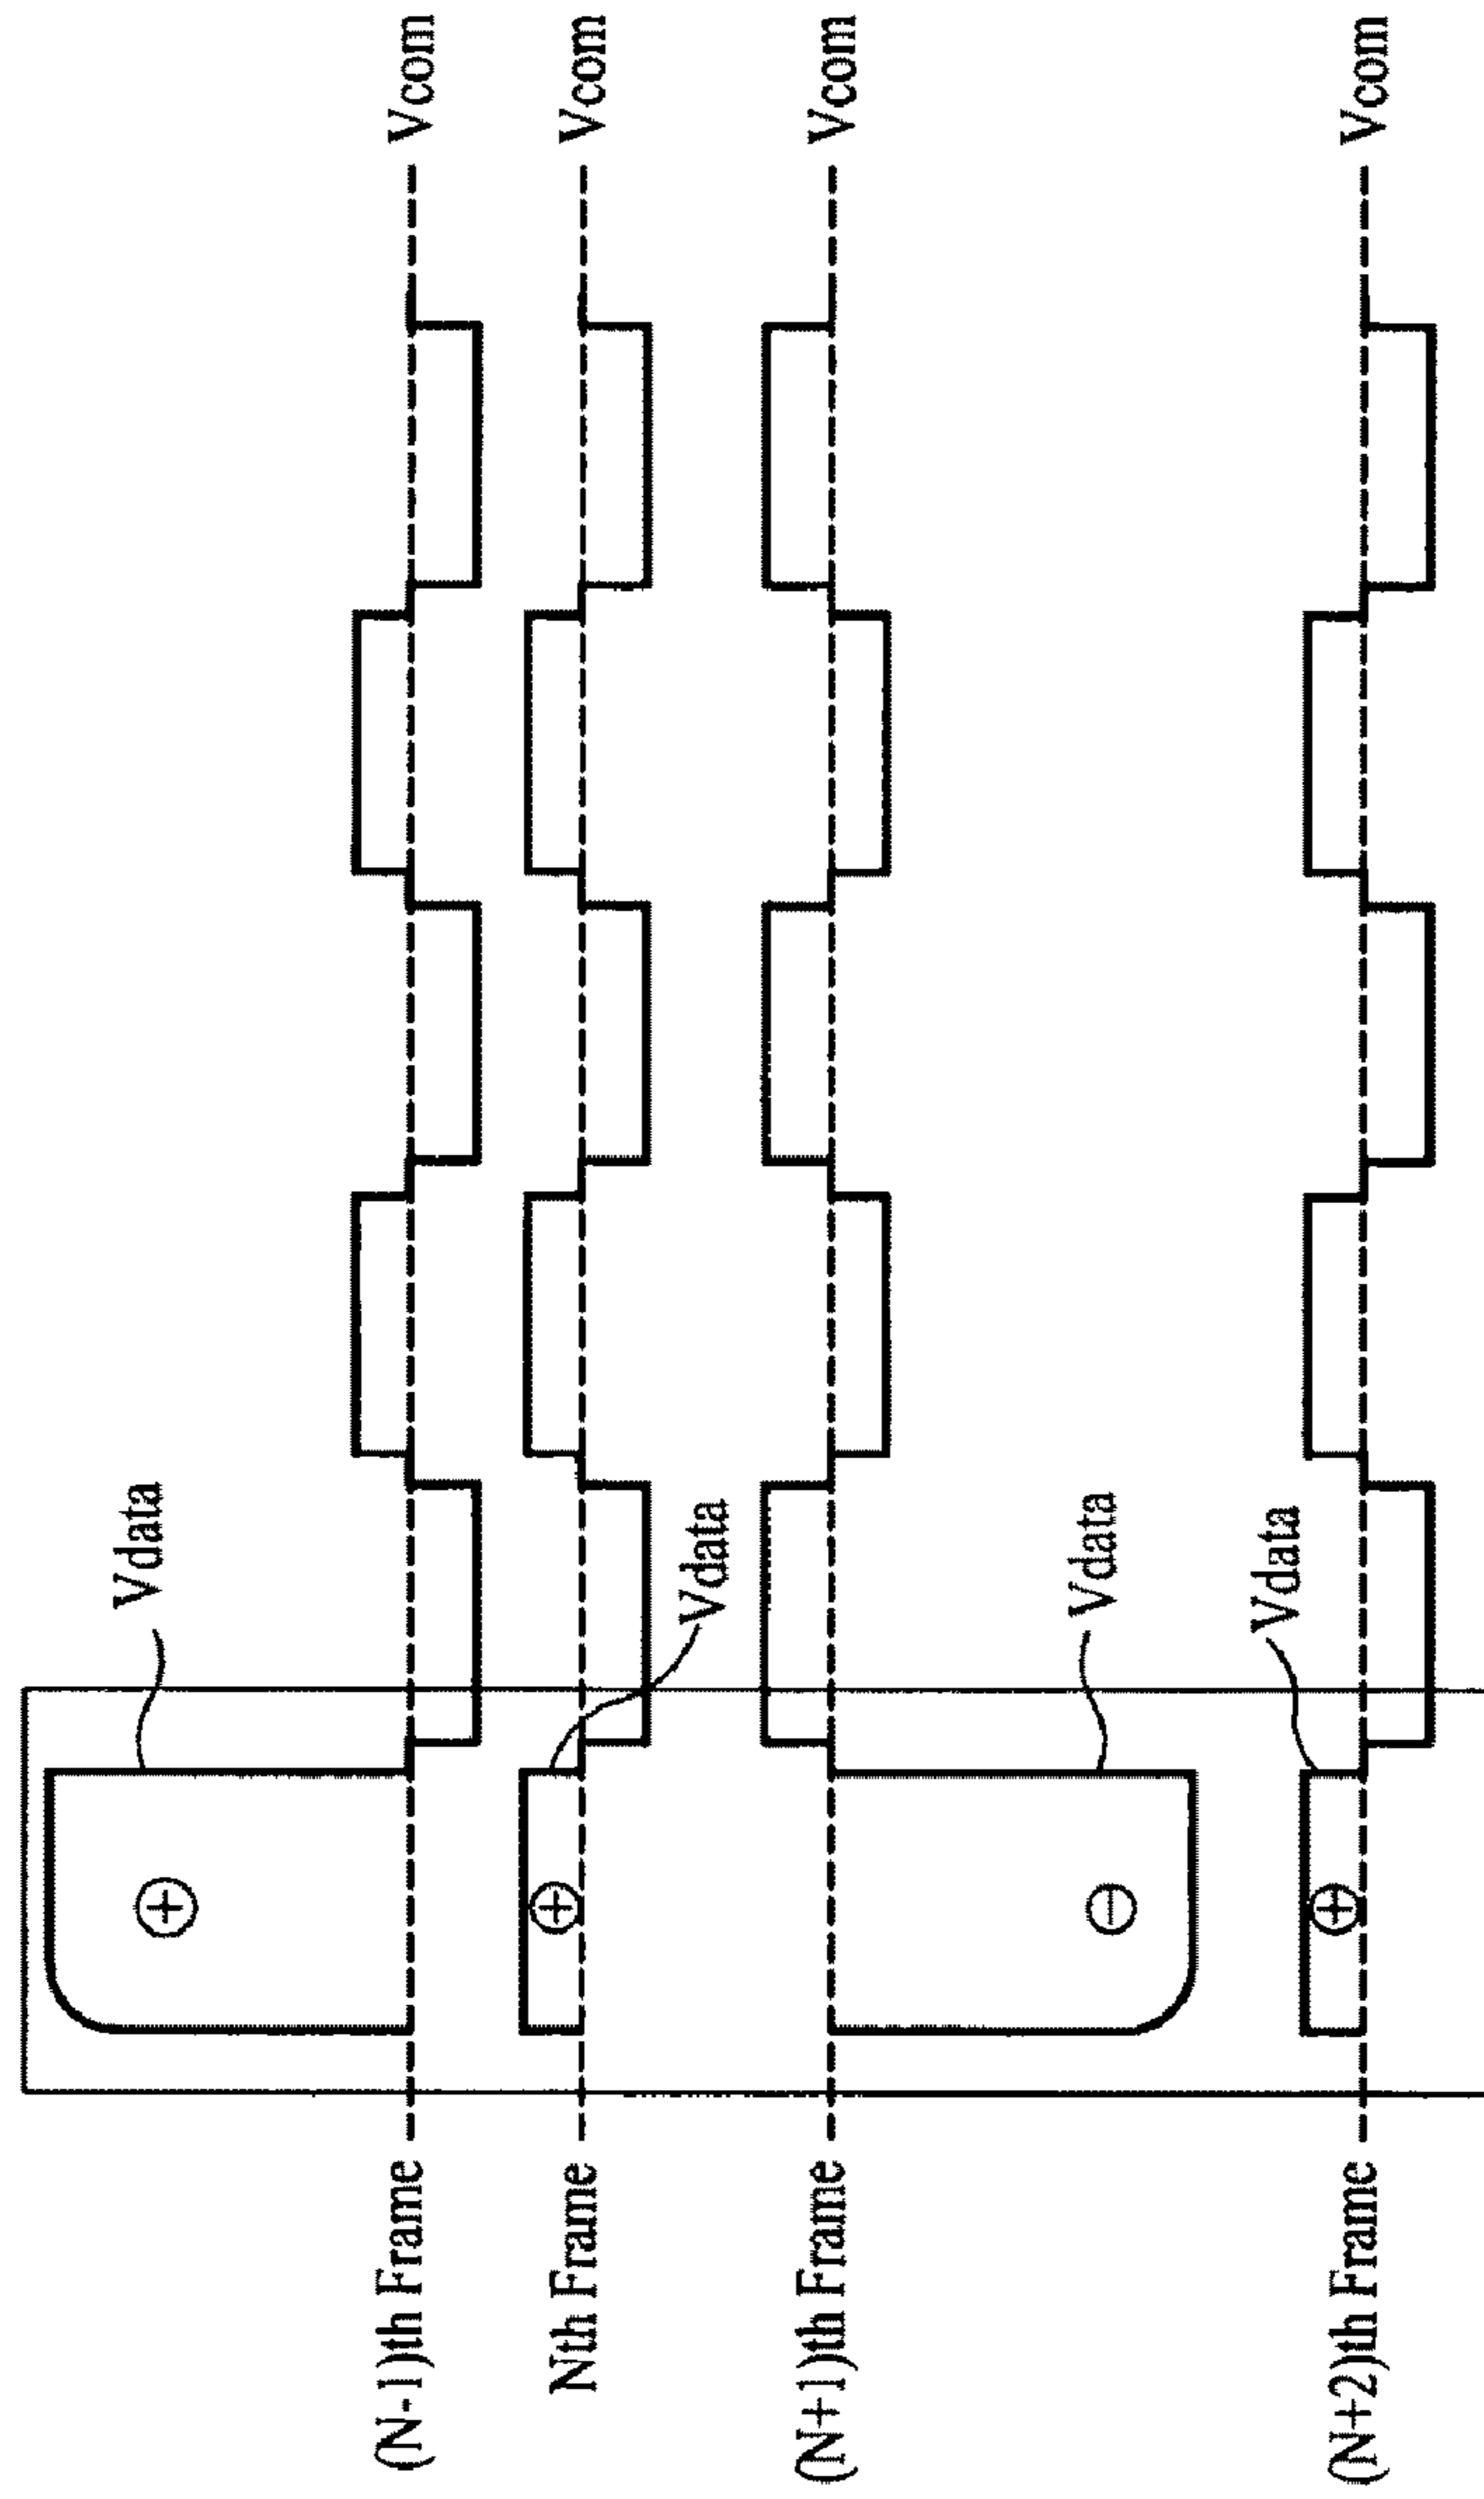 (N-1)th Frame
Vdata
⊕
Vcom
Nth Frame
⊕
Vdata
Vcom
(N+1)th Frame
Vdata
⊖
Vcom
(N+2)th Frame
Vdata
⊕
Vcom